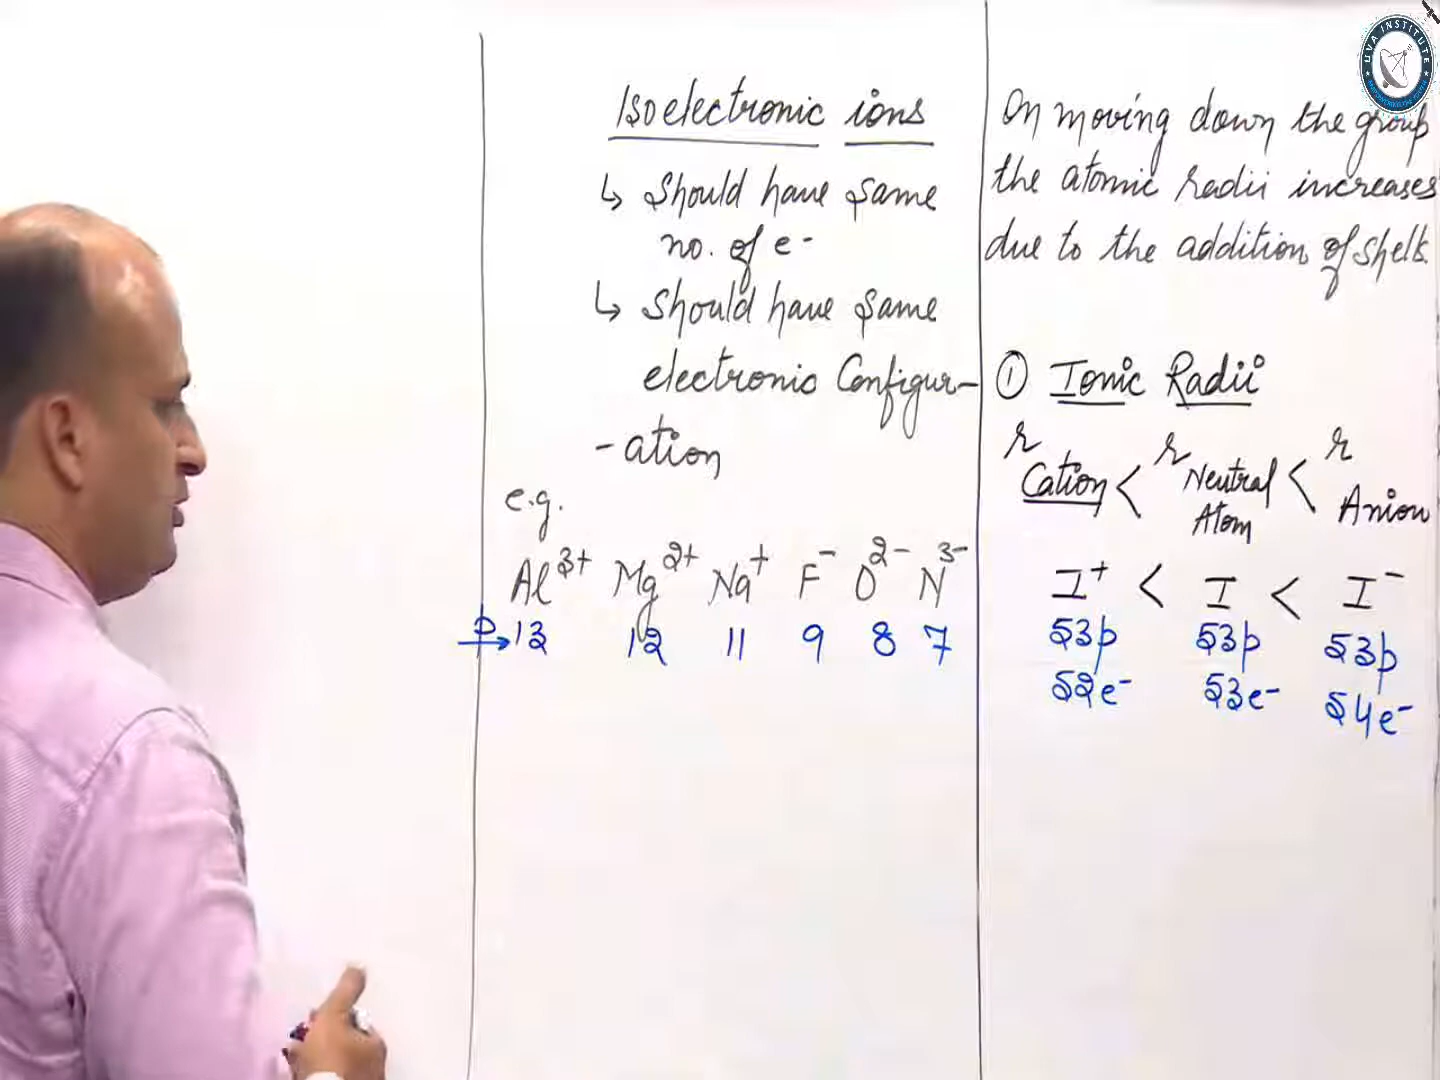 Isoelectronic ions
↳ Should have same
no. of e-
↳ Should have same
electronic Configur-
-ation
e.g.
Al³⁺ Mg²⁺ Na⁺ F⁻ O²⁻ N³⁻
p→ 13 12 11 9 8 7
On moving down the group
the atomic radii increases
due to the addition of shells.
① Ionic Radii
r Cation < r Neutral Atom < r Anion
I⁺ < I < I⁻
53p 53p 53p
52e⁻ 53e⁻ 54e⁻
UVA INSTITUTE